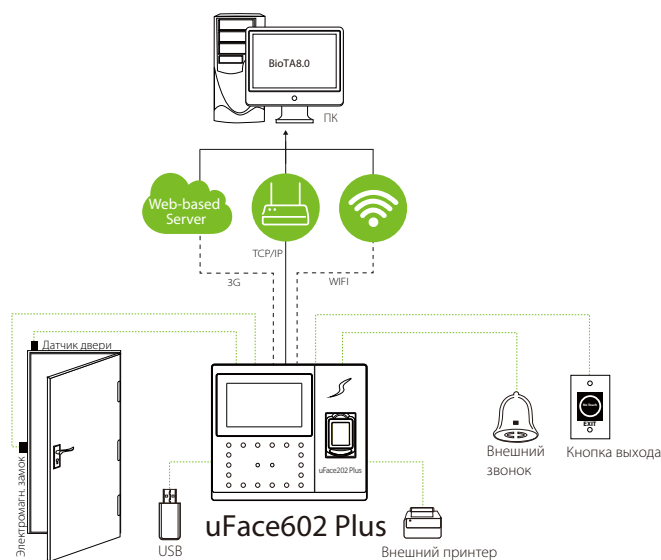 BioTA8.0
ПК
Web-based
Server
TCP/IP
3G
WIFI
Датчик двери
Электромагн. замок
uFace202 Plus
EXIT
Внешний
звонок
Кнопка выхода
USB
uFace602 Plus
Внешний принтер